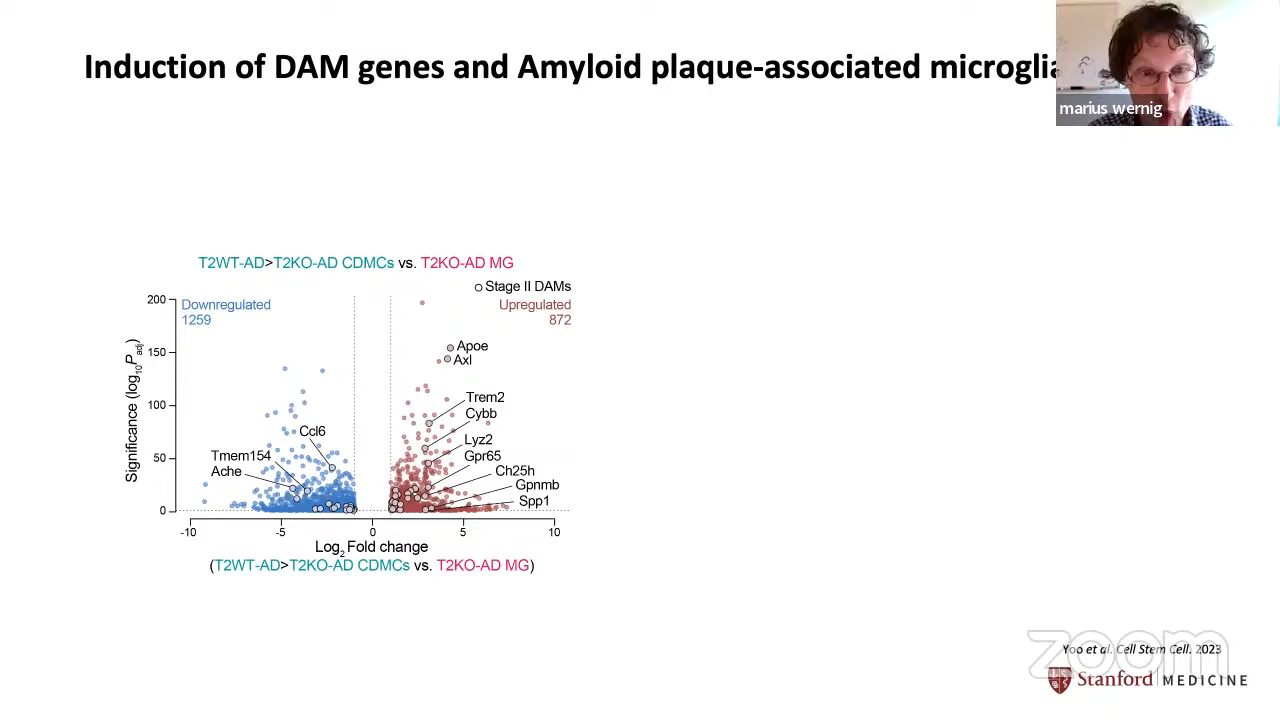 Induction of DAM genes and Amyloid plaque-associated microglia
marius wernig
T2WT-AD>T2KO-AD CDMCs vs. T2KO-AD MG
Stage II DAMs
Downregulated
1259
Upregulated
872
200
150
100
50
0
Significance (log10Padj)
Apoe
Axl
Trem2
Cybb
Lyz2
Gpr65
Ch25h
Gpnmb
Spp1
Ccl6
Tmem154
Ache
-10
-5
0
5
10
Log2 Fold change
(T2WT-AD>T2KO-AD CDMCs vs. T2KO-AD MG)
zoom
Yoo et al. Cell Stem Cell. 2023
Stanford MEDICINE